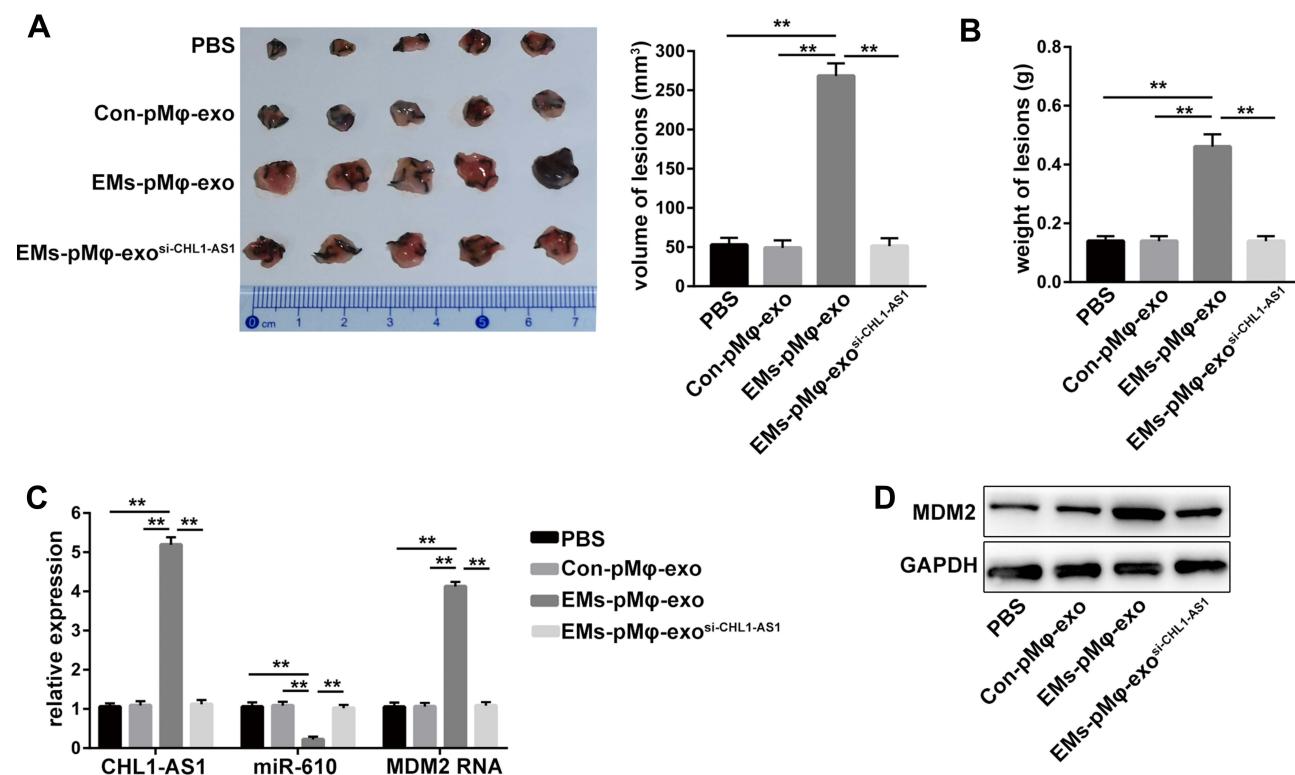 A
PBS
Con-pMφ-exo
EMs-pMφ-exo
EMs-pMφ-exosi-CHL1-AS1
0 cm 1 2 3 4 5 6 7
volume of lesions (mm3)
300
250
200
150
100
50
0
** ** **
PBS
Con-pMφ-exo
EMs-pMφ-exo
EMs-pMφ-exosi-CHL1-AS1
B
weight of lesions (g)
0.8
0.6
0.4
0.2
0.0
** ** **
PBS
Con-pMφ-exo
EMs-pMφ-exo
EMs-pMφ-exosi-CHL1-AS1
C
relative expression
6
5
4
3
2
1
0
** ** **
** ** **
** ** **
CHL1-AS1 miR-610 MDM2 RNA
PBS
Con-pMφ-exo
EMs-pMφ-exo
EMs-pMφ-exosi-CHL1-AS1
D
MDM2
GAPDH
PBS
Con-pMφ-exo
EMs-pMφ-exo
EMs-pMφ-exosi-CHL1-AS1